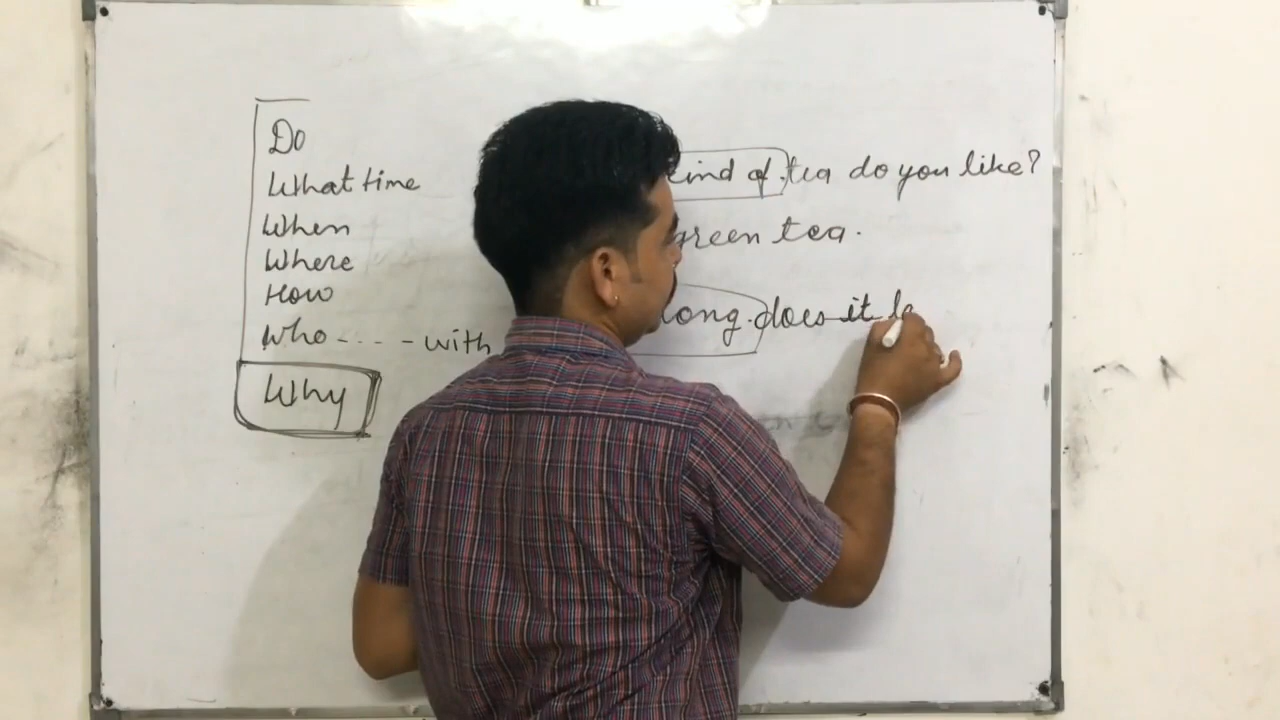 Do
What time
When
Where
How
Who - - - - with
Why
kind of tea do you like?
green tea.
long does it